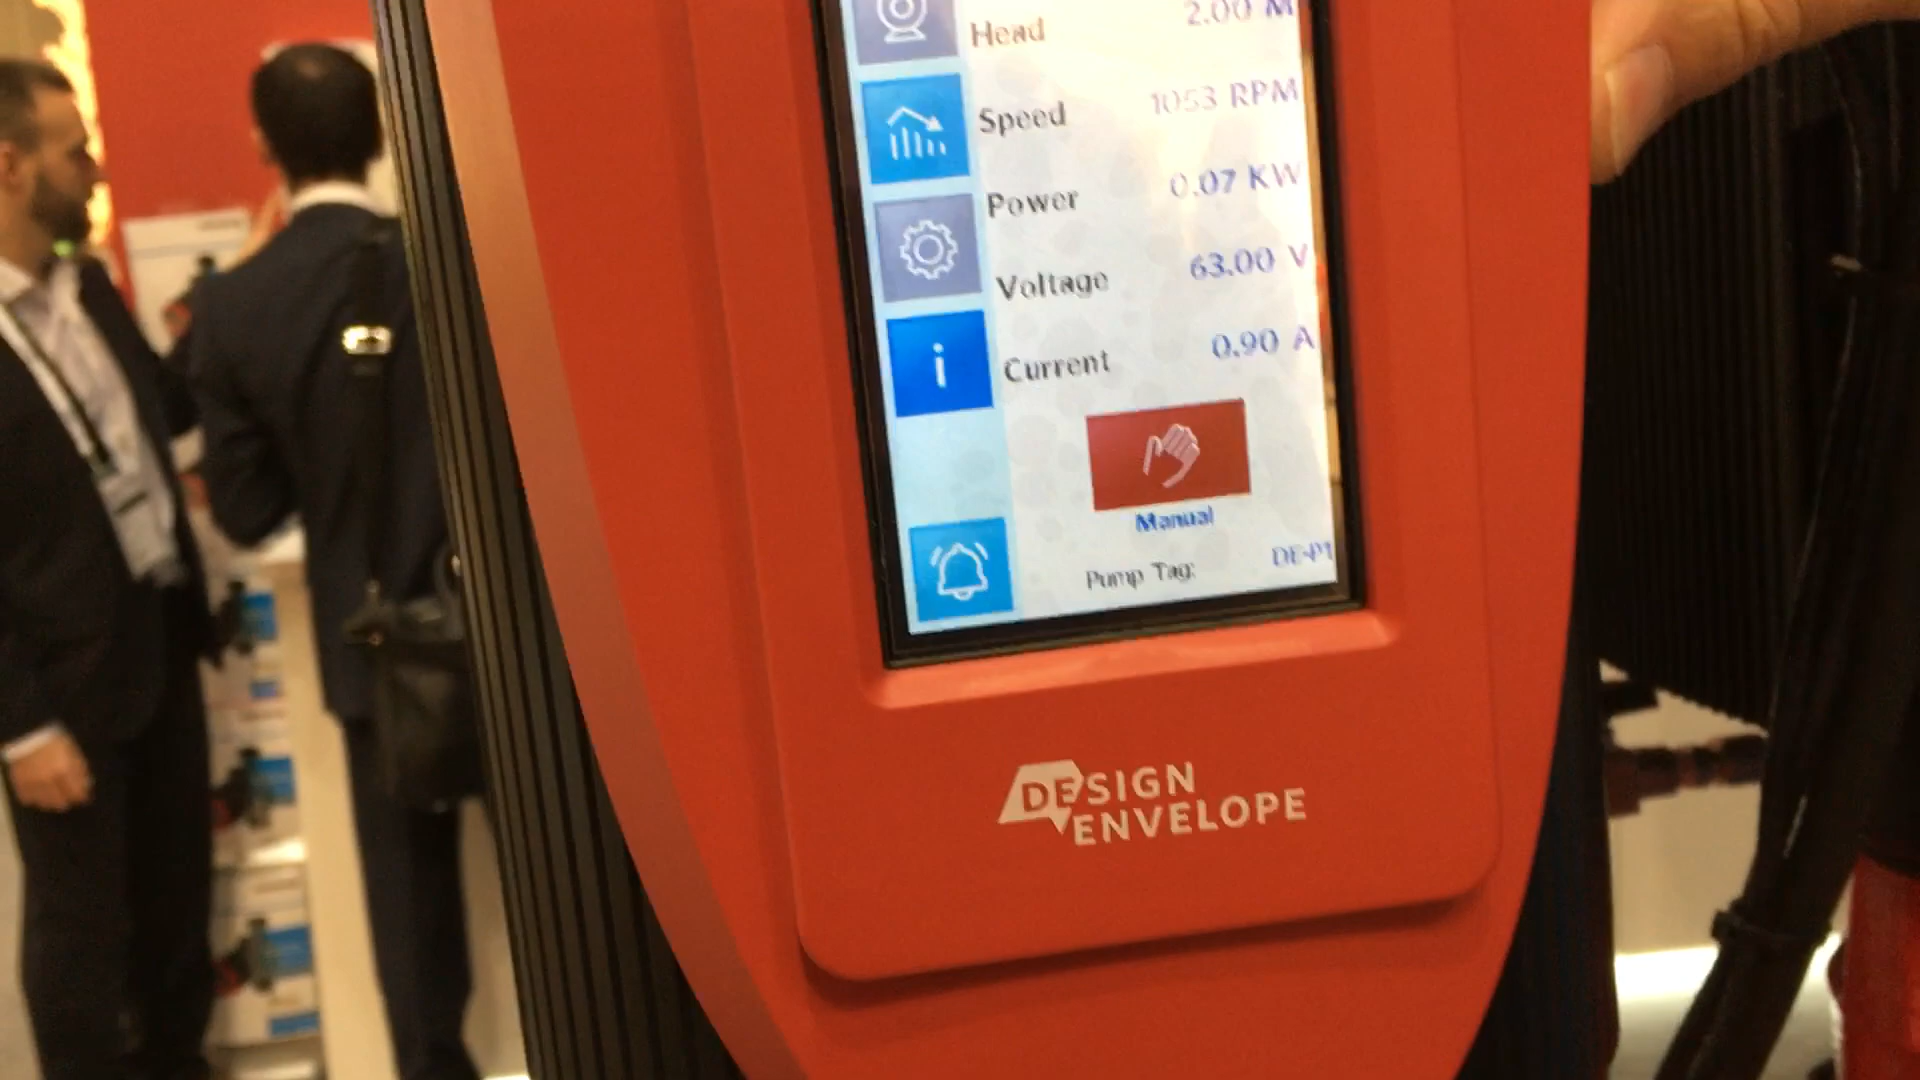 Head 2.00 M
Speed 1053 RPM
Power 0.07 KW
Voltage 63.00 V
i
Current 0.90 A
Manual
Pump Tag: DE-P1
DESIGN
ENVELOPE